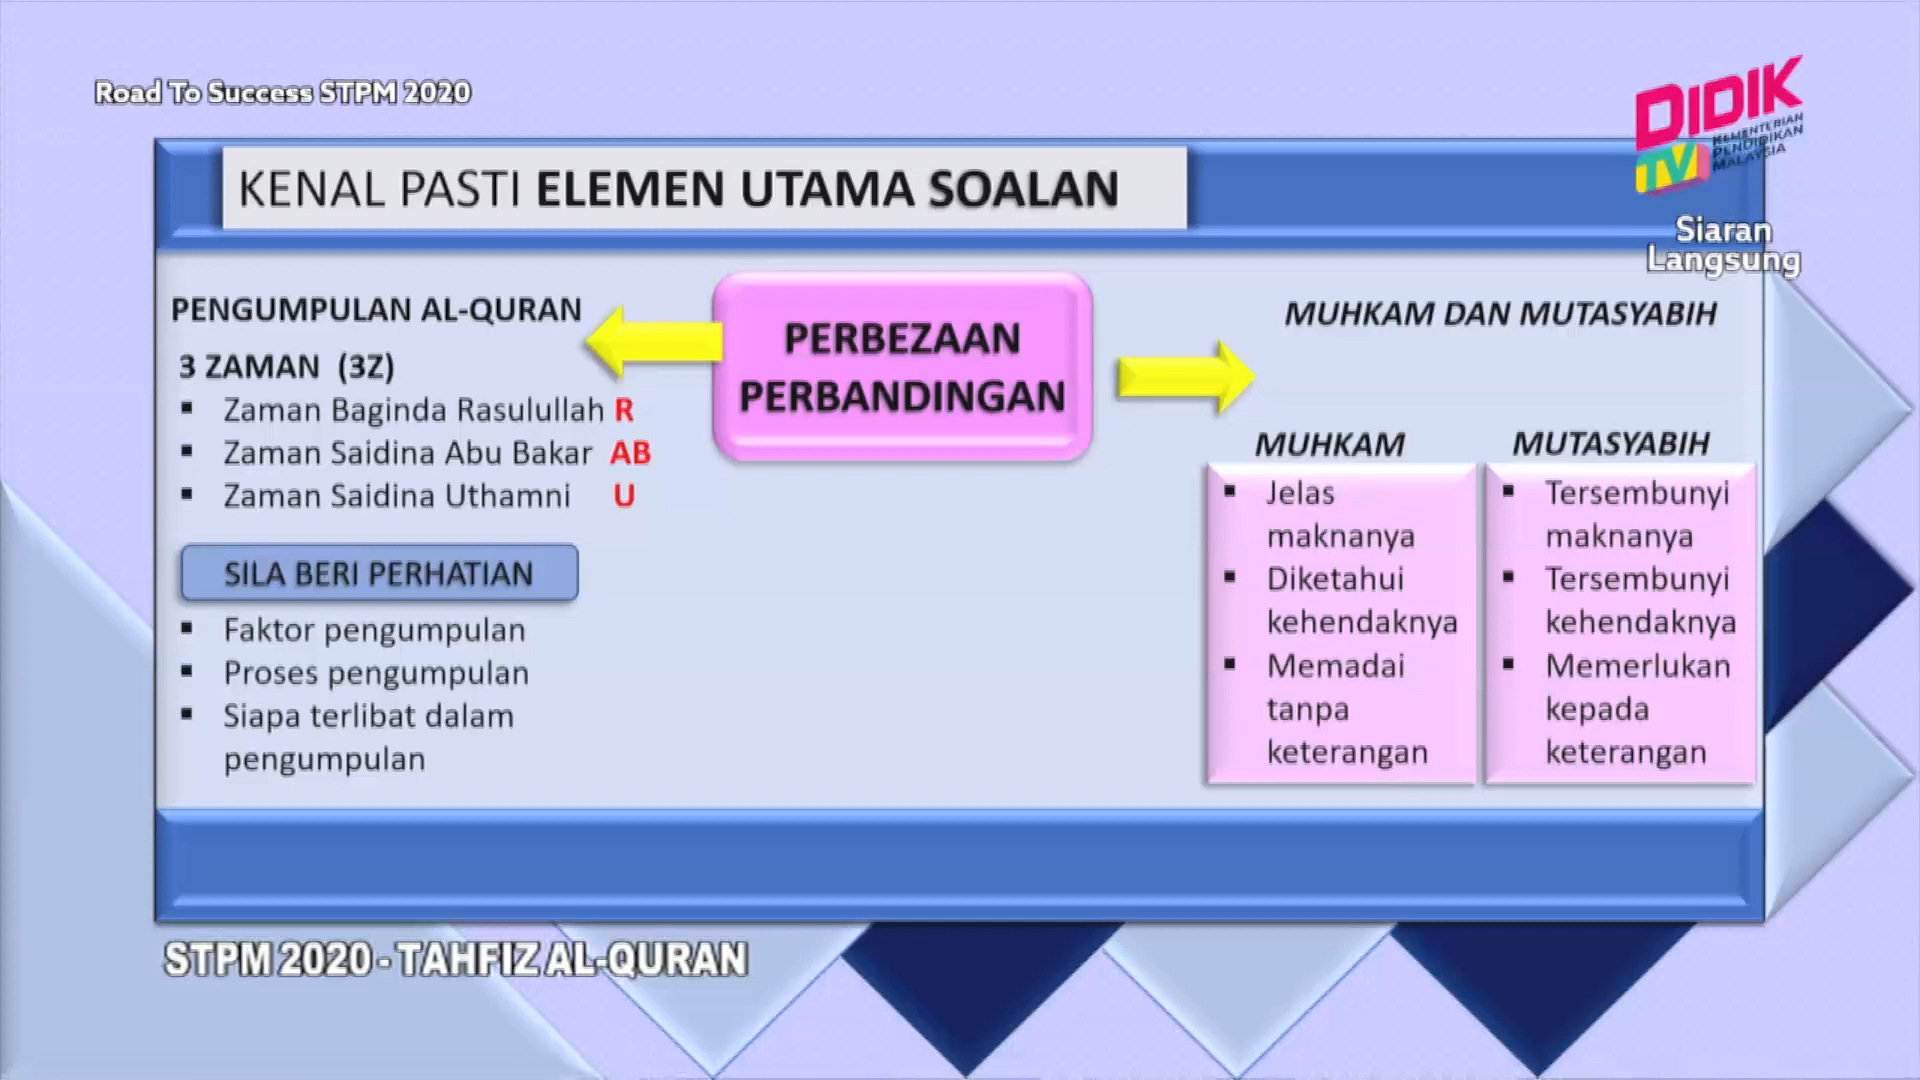 Road To Success STPM 2020
DIDIK
TV
KEMENTERIAN
PENDIDIKAN
MALAYSIA
Siaran
Langsung
KENAL PASTI ELEMEN UTAMA SOALAN
PENGUMPULAN AL-QURAN
3 ZAMAN (3Z)
▪ Zaman Baginda Rasulullah R
▪ Zaman Saidina Abu Bakar AB
▪ Zaman Saidina Uthamni U
SILA BERI PERHATIAN
▪ Faktor pengumpulan
▪ Proses pengumpulan
▪ Siapa terlibat dalam
pengumpulan
PERBEZAAN
PERBANDINGAN
MUHKAM DAN MUTASYABIH
MUHKAM
▪ Jelas
maknanya
▪ Diketahui
kehendaknya
▪ Memadai
tanpa
keterangan
MUTASYABIH
▪ Tersembunyi
maknanya
▪ Tersembunyi
kehendaknya
▪ Memerlukan
kepada
keterangan
STPM 2020 - TAHFIZ AL-QURAN